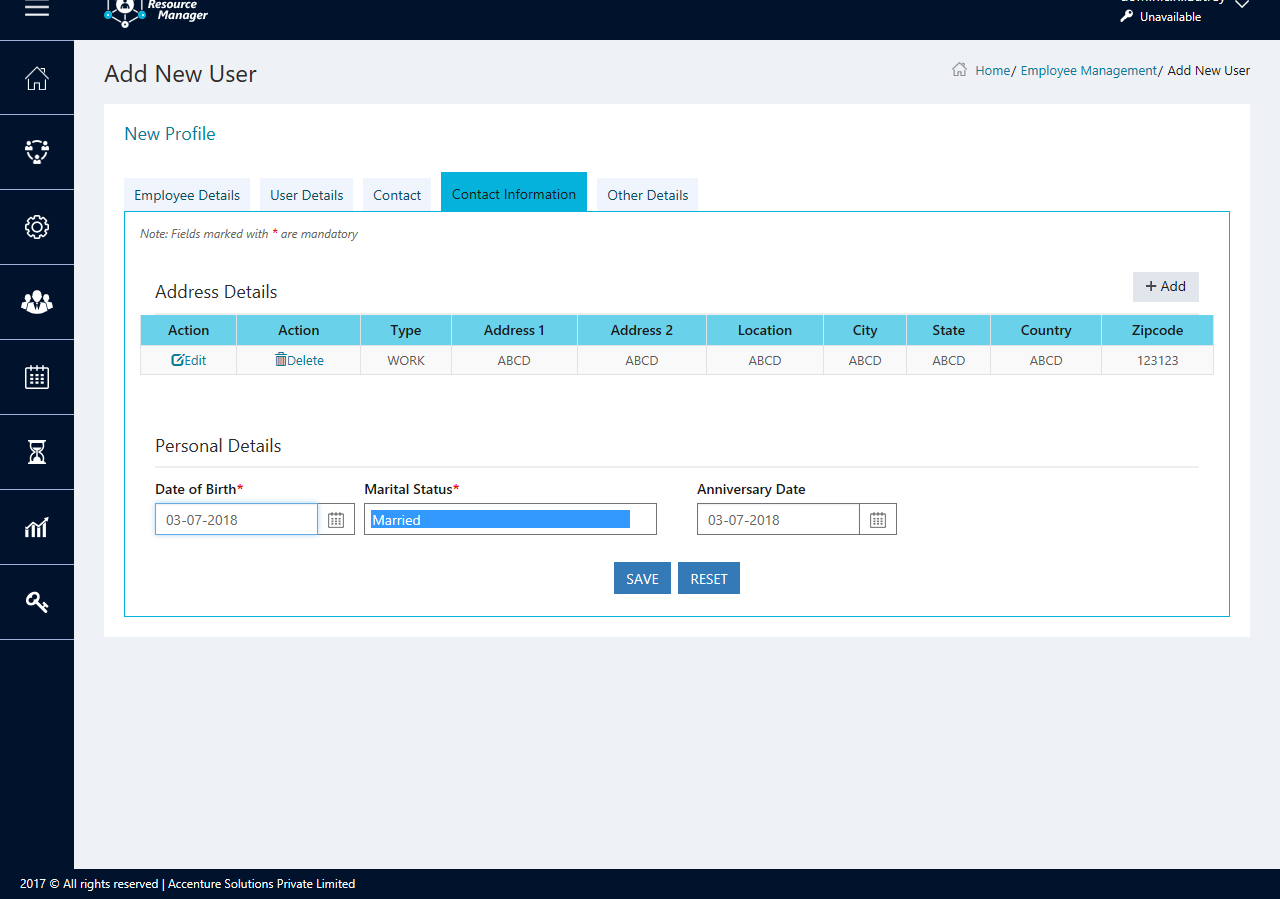 Resource
Manager
Unavailable
Add New User
Home/ Employee Management/ Add New User
New Profile
Employee Details User Details Contact Contact Information Other Details
Note: Fields marked with * are mandatory
Address Details
+ Add
Action Action Type Address 1 Address 2 Location City State Country Zipcode
Edit Delete WORK ABCD ABCD ABCD ABCD ABCD ABCD 123123
Personal Details
Date of Birth* Marital Status* Anniversary Date
03-07-2018 Married 03-07-2018
SAVE RESET
2017 © All rights reserved | Accenture Solutions Private Limited